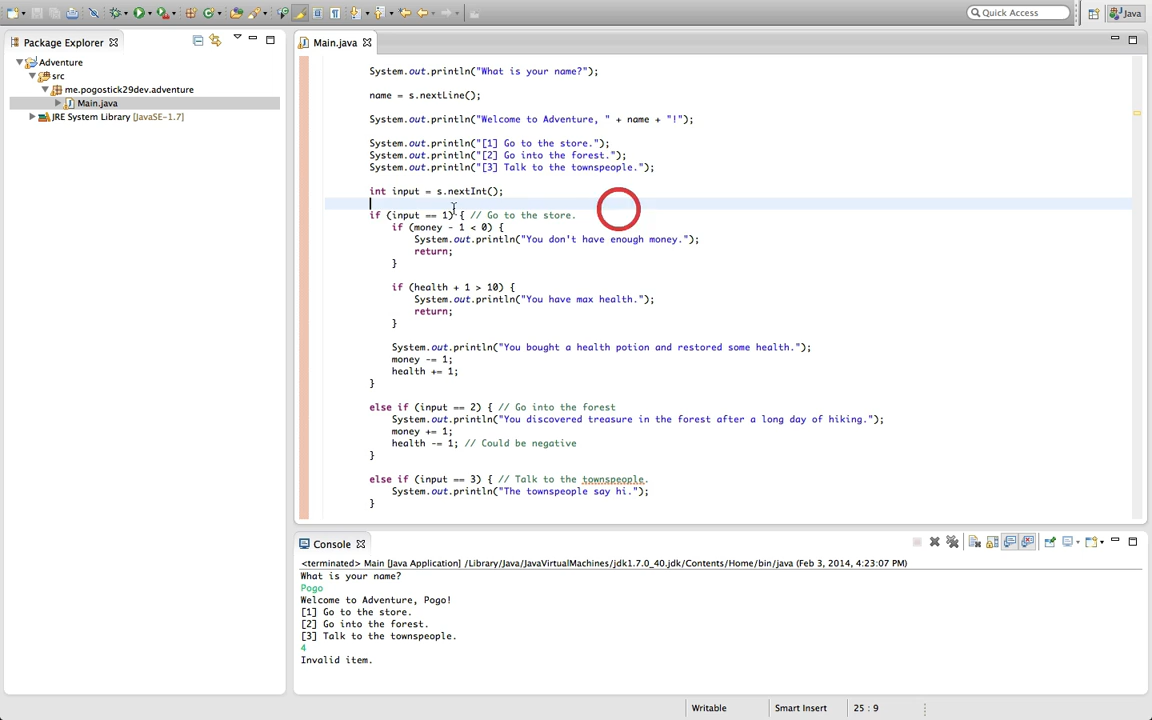 Quick Access
Java
Package Explorer
Adventure
src
me.pogostick29dev.adventure
Main.java
JRE System Library [JavaSE-1.7]
Main.java
System.out.println("What is your name?");
name = s.nextLine();
System.out.println("Welcome to Adventure, " + name + "!");
System.out.println("[1] Go to the store.");
System.out.println("[2] Go into the forest.");
System.out.println("[3] Talk to the townspeople.");
int input = s.nextInt();
if (input == 1) { // Go to the store.
if (money - 1 < 0) {
System.out.println("You don't have enough money.");
return;
}
if (health + 1 > 10) {
System.out.println("You have max health.");
return;
}
System.out.println("You bought a health potion and restored some health.");
money -= 1;
health += 1;
}
else if (input == 2) { // Go into the forest
System.out.println("You discovered treasure in the forest after a long day of hiking.");
money += 1;
health -= 1; // Could be negative
}
else if (input == 3) { // Talk to the townspeople.
System.out.println("The townspeople say hi.");
}
Console
<terminated> Main [Java Application] /Library/Java/JavaVirtualMachines/jdk1.7.0_40.jdk/Contents/Home/bin/java (Feb 3, 2014, 4:23:07 PM)
What is your name?
Pogo
Welcome to Adventure, Pogo!
[1] Go to the store.
[2] Go into the forest.
[3] Talk to the townspeople.
4
Invalid item.
Writable
Smart Insert
25 : 9